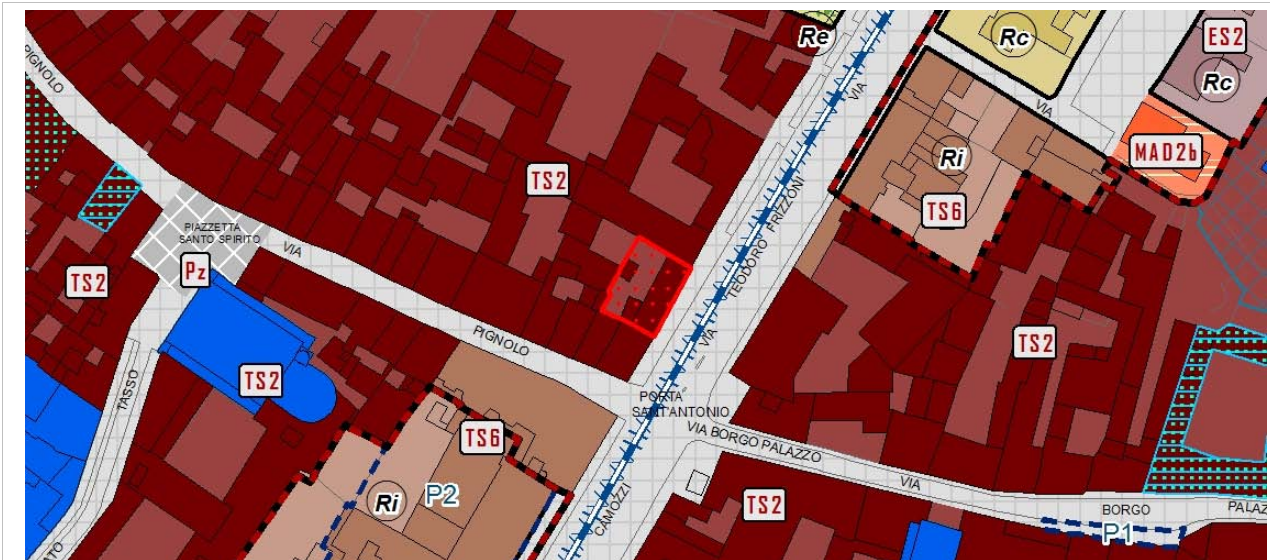 PIGNOLO
Re
Rc
ES2
Rc
VIA
VIA
MAD2b
Ri
TS6
TS2
PIAZZETTA
SANTO SPIRITO
VIA
TS2
Pz
TEODORO FRIZZONI
TS2
VIA
PIGNOLO
TASSO
TS2
PORTA
SANT'ANTONIO
TS6
VIA BORGO PALAZZO
Ri
P2
CAMOZZI
TS2
VIA
BORGO
PALAZ
P1
ATO